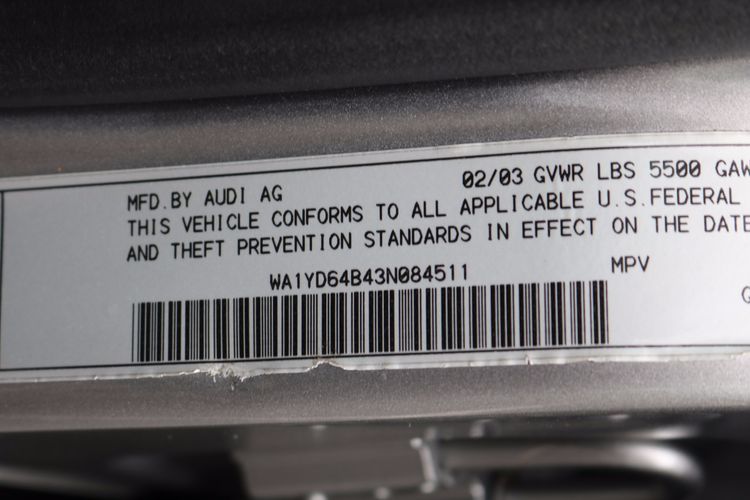 MFD.BY AUDI AG 02/03 GVWR LBS 5500 GAW
THIS VEHICLE CONFORMS TO ALL APPLICABLE U.S.FEDERAL
AND THEFT PREVENTION STANDARDS IN EFFECT ON THE DATE
WA1YD64B43N084511 MPV